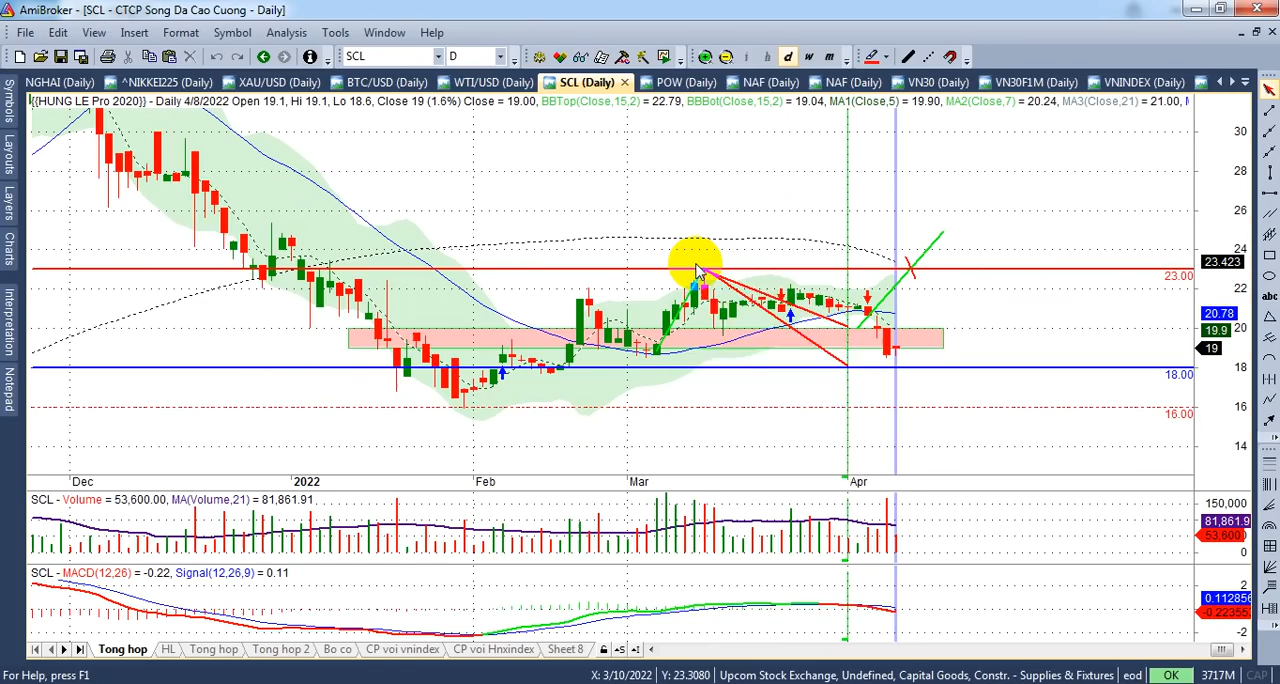 AmiBroker - [SCL - CTCP Song Da Cao Cuong - Daily]
File Edit View Insert Format Symbol Analysis Tools Window Help
SCL D i h d w m
NGHAI (Daily) ^NIKKEI225 (Daily) XAU/USD (Daily) BTC/USD (Daily) WTI/USD (Daily) SCL (Daily) POW (Daily) NAF (Daily) NAF (Daily) VN30 (Daily) VN30F1M (Daily) VNINDEX (Daily)
Symbols
Layouts
Layers
Charts
Interpretation
Notepad
{{HUNG LE Pro 2020}} - Daily 4/8/2022 Open 19.1, Hi 19.1, Lo 18.6, Close 19 (1.6%) Close = 19.00, BBTop(Close,15,2) = 22.79, BBBot(Close,15,2) = 19.04, MA1(Close,5) = 19.90, MA2(Close,7) = 20.24, MA3(Close,21) = 21.00,
30
28
26
24
23.423
23.00
22
20.78
20
19.9
19
18
18.00
16
16.00
14
Dec 2022 Feb Mar Apr
SCL - Volume = 53,600.00, MA(Volume,21) = 81,861.91
150,000
81,861.9
53,600
0
SCL - MACD(12,26) = -0.22, Signal(12,26,9) = 0.11
2
0.112856
-0.22355
-2
Tong hop HL Tong hop Tong hop 2 Bo co CP voi vnindex CP voi Hnxindex Sheet 8
abc
For Help, press F1 X: 3/10/2022 Y: 23.3080 Upcom Stock Exchange, Undefined, Capital Goods, Constr. - Supplies & Fixtures eod OK 3717M CAP